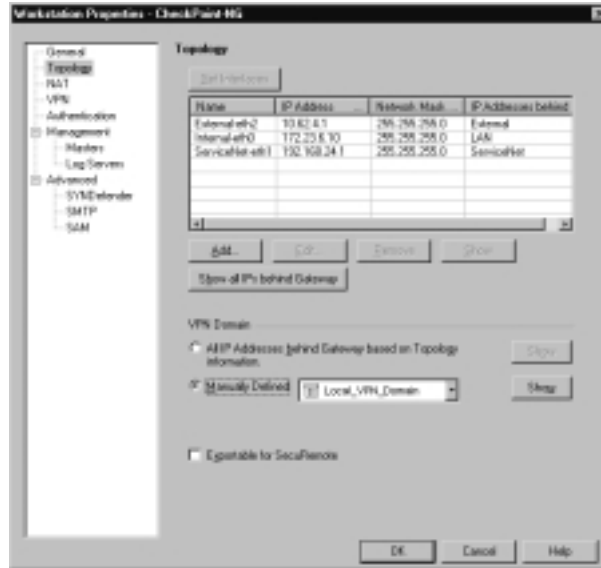 Workstation Properties - CheckPoint-NG
General
Topology
NAT
VPN
Authentication
Management
Masters
Log Servers
Advanced
SYNDefender
SMTP
SAM
Topology
Get Interfaces
Name IP Address ... Network Mask ... IP Addresses behind
External-eth2 10.62.4.1 255.255.255.0 External
Internal-eth0 172.23.6.10 255.255.255.0 LAN
ServiceNet-eth1 192.168.24.1 255.255.255.0 ServiceNet
Add... Edit... Remove Show
Show all IPs behind Gateway
VPN Domain
All IP Addresses behind Gateway based on Topology
information. Show
Manually Defined Local_VPN_Domain Show
Exportable for SecuRemote
OK Cancel Help